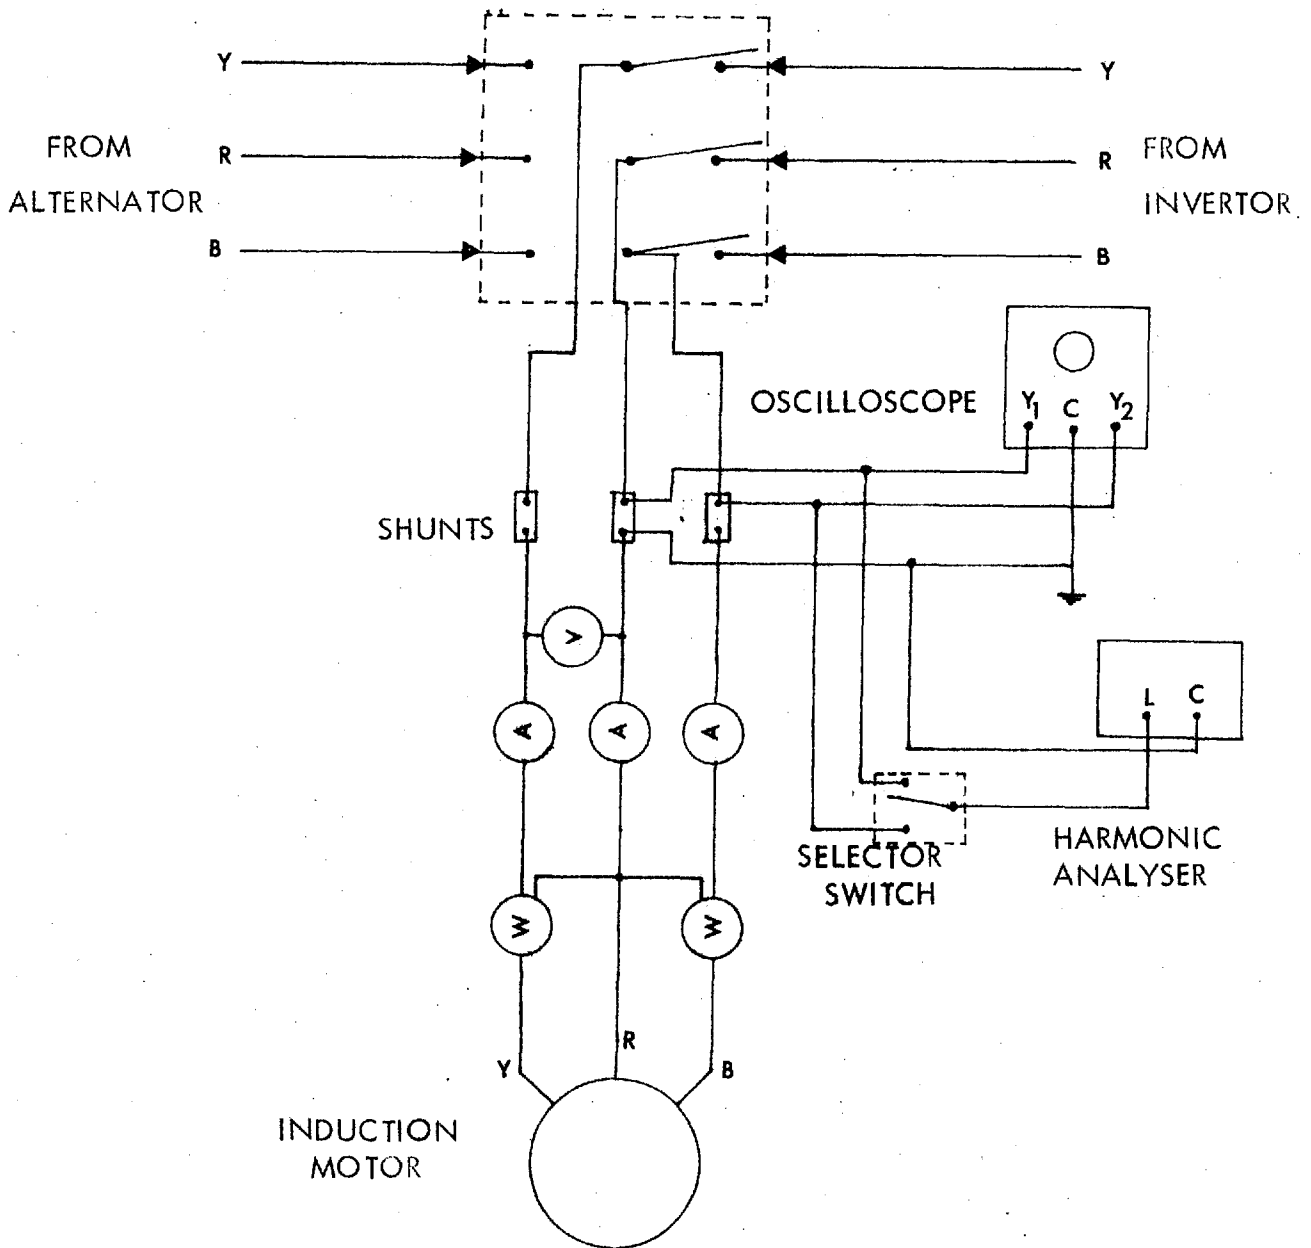 Y
Y
FROM
ALTERNATOR
R
R
FROM
INVERTOR
B
B
OSCILLOSCOPE
Y1 C Y2
SHUNTS
V
A A A
L C
SELECTOR
SWITCH
HARMONIC
ANALYSER
W W
Y R B
INDUCTION
MOTOR